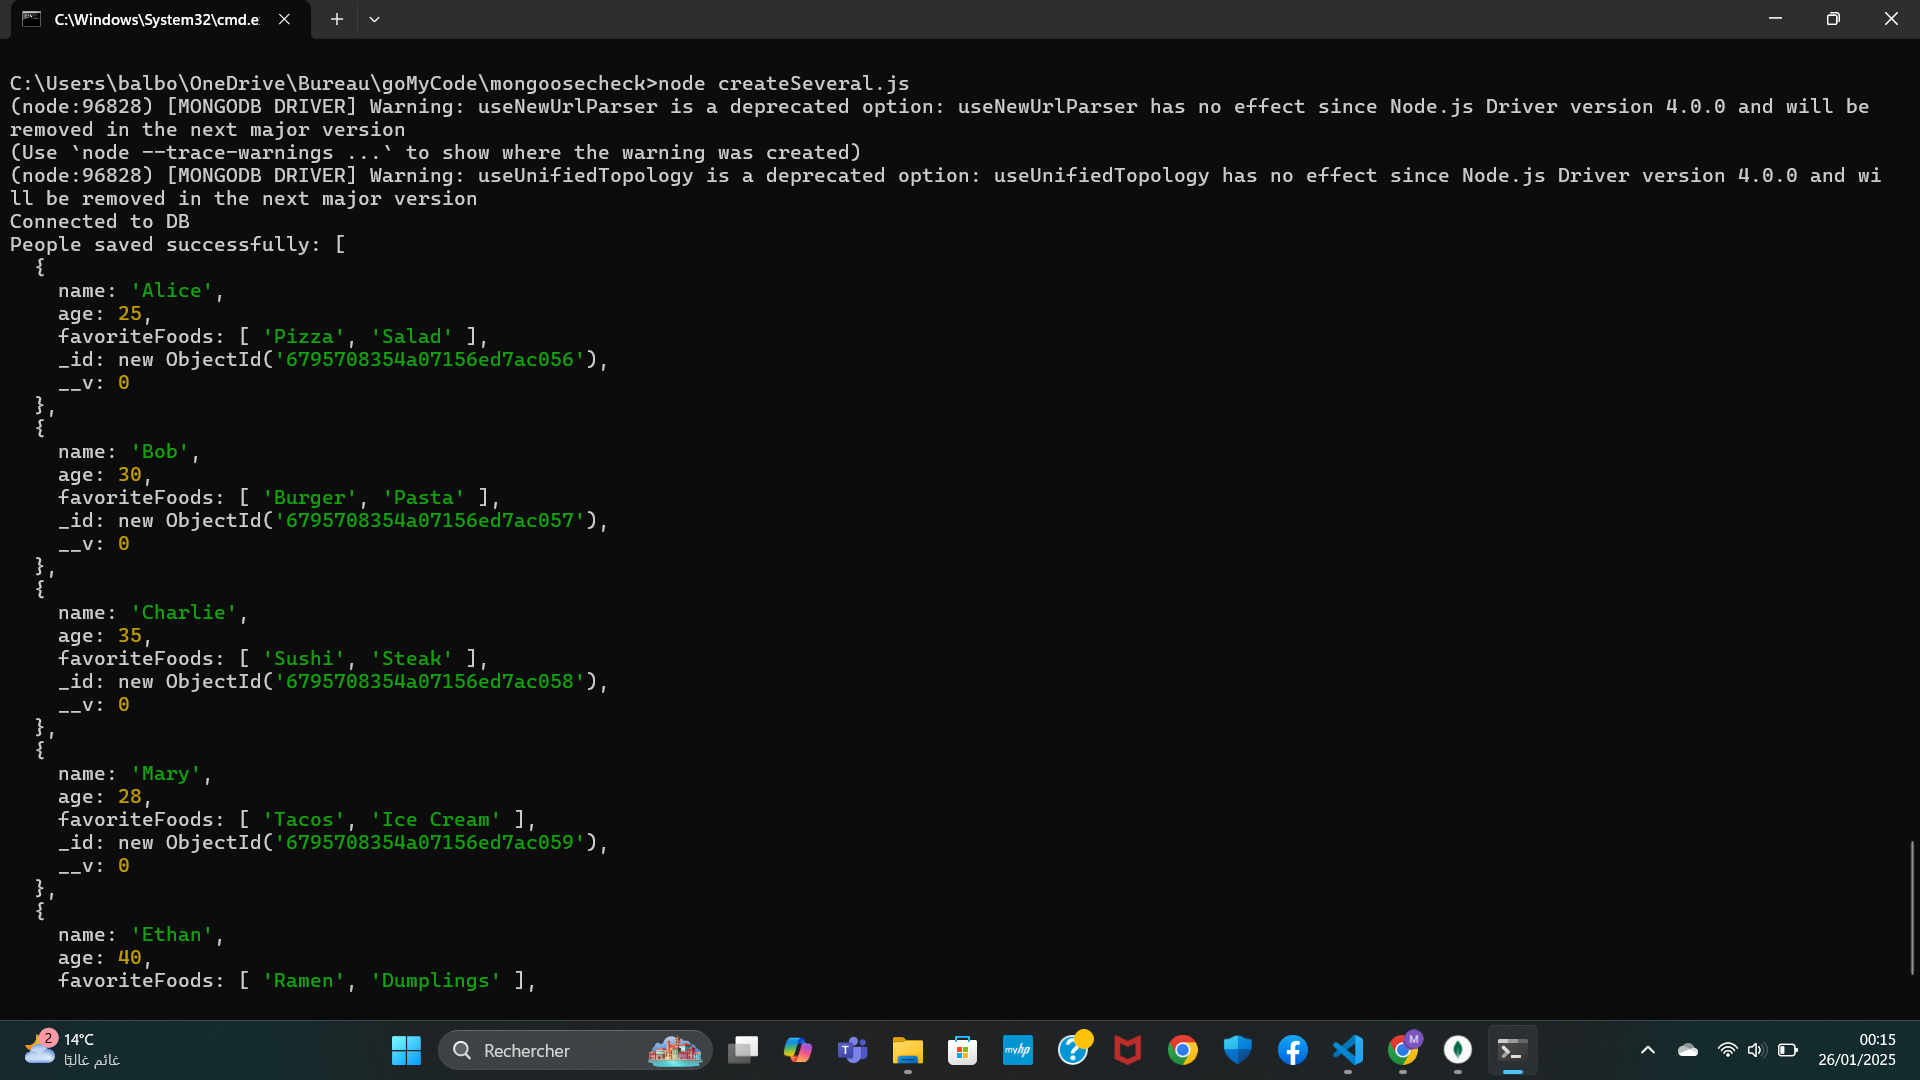 C:\Windows\System32\cmd.e
C:\Users\balbo\OneDrive\Bureau\goMyCode\mongoosecheck>node createSeveral.js
(node:96828) [MONGODB DRIVER] Warning: useNewUrlParser is a deprecated option: useNewUrlParser has no effect since Node.js Driver version 4.0.0 and will be
removed in the next major version
(Use `node --trace-warnings ...` to show where the warning was created)
(node:96828) [MONGODB DRIVER] Warning: useUnifiedTopology is a deprecated option: useUnifiedTopology has no effect since Node.js Driver version 4.0.0 and wi
ll be removed in the next major version
Connected to DB
People saved successfully: [
  {
    name: 'Alice',
    age: 25,
    favoriteFoods: [ 'Pizza', 'Salad' ],
    _id: new ObjectId('6795708354a07156ed7ac056'),
    __v: 0
  },
  {
    name: 'Bob',
    age: 30,
    favoriteFoods: [ 'Burger', 'Pasta' ],
    _id: new ObjectId('6795708354a07156ed7ac057'),
    __v: 0
  },
  {
    name: 'Charlie',
    age: 35,
    favoriteFoods: [ 'Sushi', 'Steak' ],
    _id: new ObjectId('6795708354a07156ed7ac058'),
    __v: 0
  },
  {
    name: 'Mary',
    age: 28,
    favoriteFoods: [ 'Tacos', 'Ice Cream' ],
    _id: new ObjectId('6795708354a07156ed7ac059'),
    __v: 0
  },
  {
    name: 'Ethan',
    age: 40,
    favoriteFoods: [ 'Ramen', 'Dumplings' ],
2
14°C
غائم غالبًا
Rechercher
myhp
M
00:15
26/01/2025